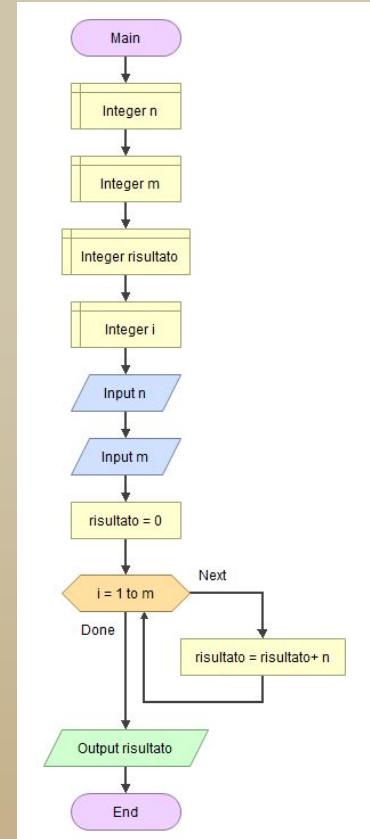 Main
Integer n
Integer m
Integer risultato
Integer i
Input n
Input m
risultato = 0
i = 1 to m
Next
Done
risultato = risultato+ n
Output risultato
End